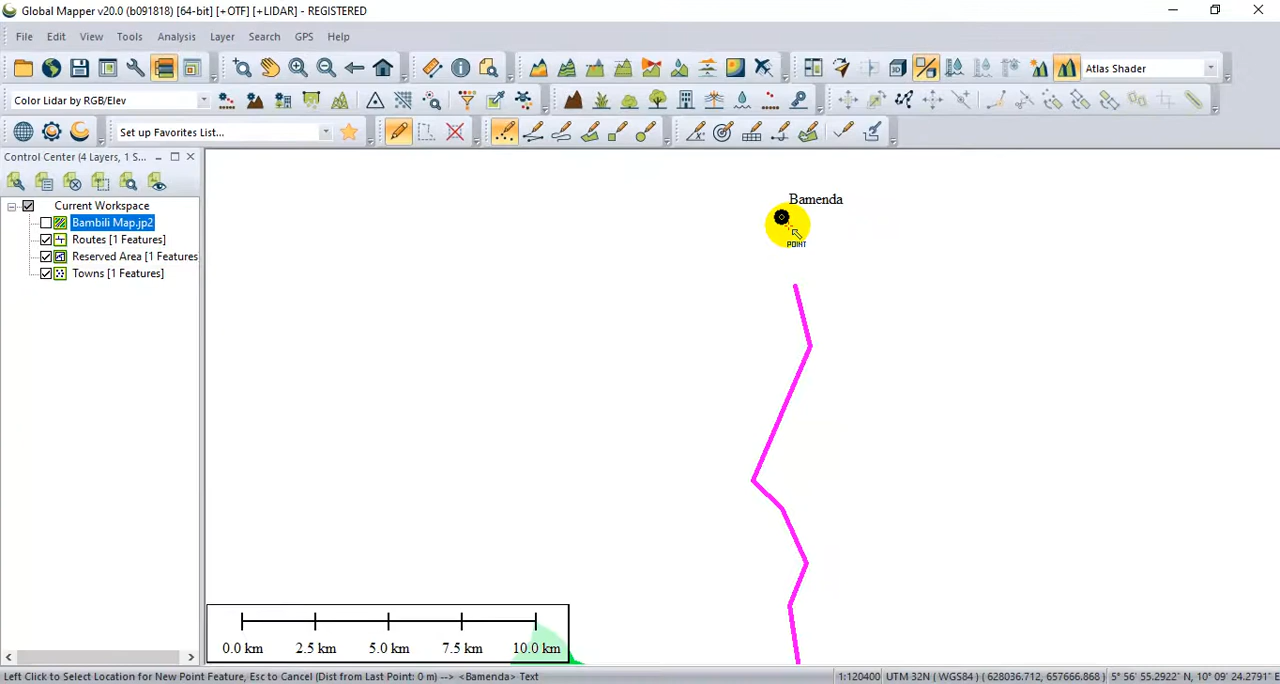 Global Mapper v20.0 (b091818) [64-bit] [+OTF] [+LIDAR] - REGISTERED
File Edit View Tools Analysis Layer Search GPS Help
Atlas Shader
Color Lidar by RGB/Elev
Set up Favorites List...
Control Center (4 Layers, 1 S...
Current Workspace
Bambili Map.jp2
Routes [1 Features]
Reserved Area [1 Features
Towns [1 Features]
Bamenda
POINT
0.0 km 2.5 km 5.0 km 7.5 km 10.0 km
Left Click to Select Location for New Point Feature, Esc to Cancel (Dist from Last Point: 0 m) --> <Bamenda> Text
1:120400 UTM 32N ( WGS84 ) ( 628036.712, 657666.868 ) 5° 56' 55.2922" N, 10° 09' 24.2791" E